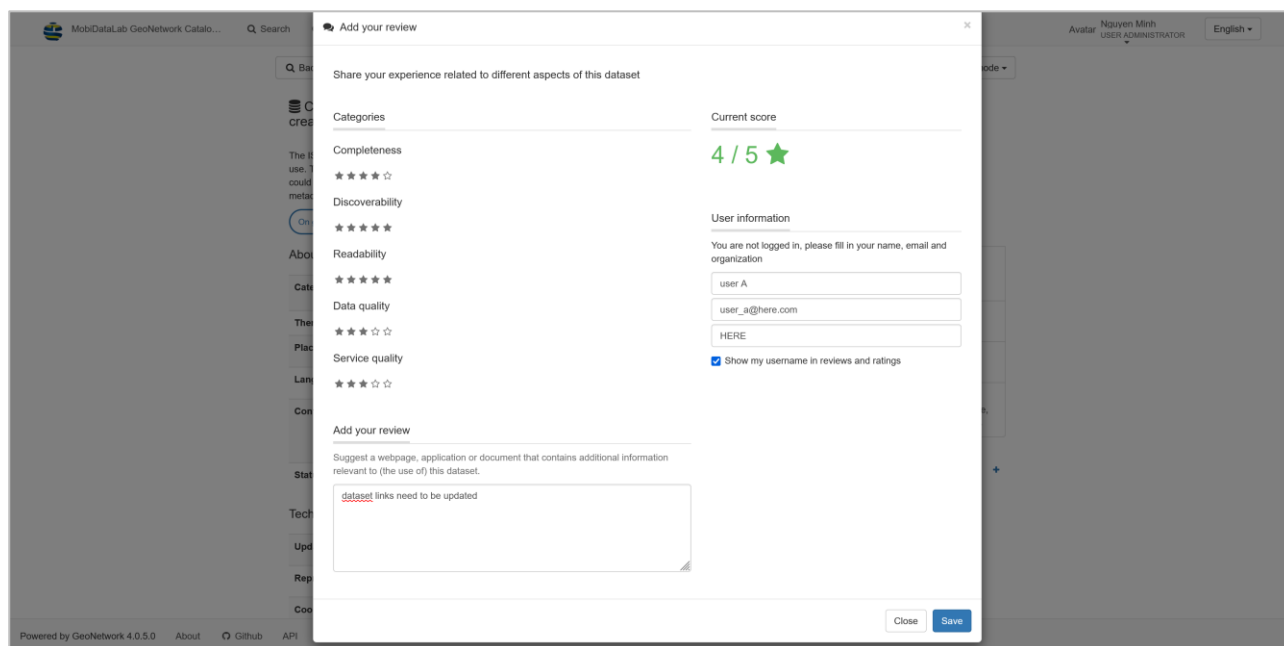 MobiDataLab GeoNetwork Catalo...
Search
Add your review
×
Avatar
Nguyen Minh
USER ADMINISTRATOR
English
Share your experience related to different aspects of this dataset
Categories
Completeness
Discoverability
Readability
Data quality
Service quality
Add your review
Suggest a webpage, application or document that contains additional information
relevant to (the use of) this dataset.
dataset links need to be updated
Current score
4 / 5
User information
You are not logged in, please fill in your name, email and
organization
user A
user_a@here.com
HERE
Show my username in reviews and ratings
Close
Save
use.
could
On
Powered by GeoNetwork 4.0.5.0
About
Github
API